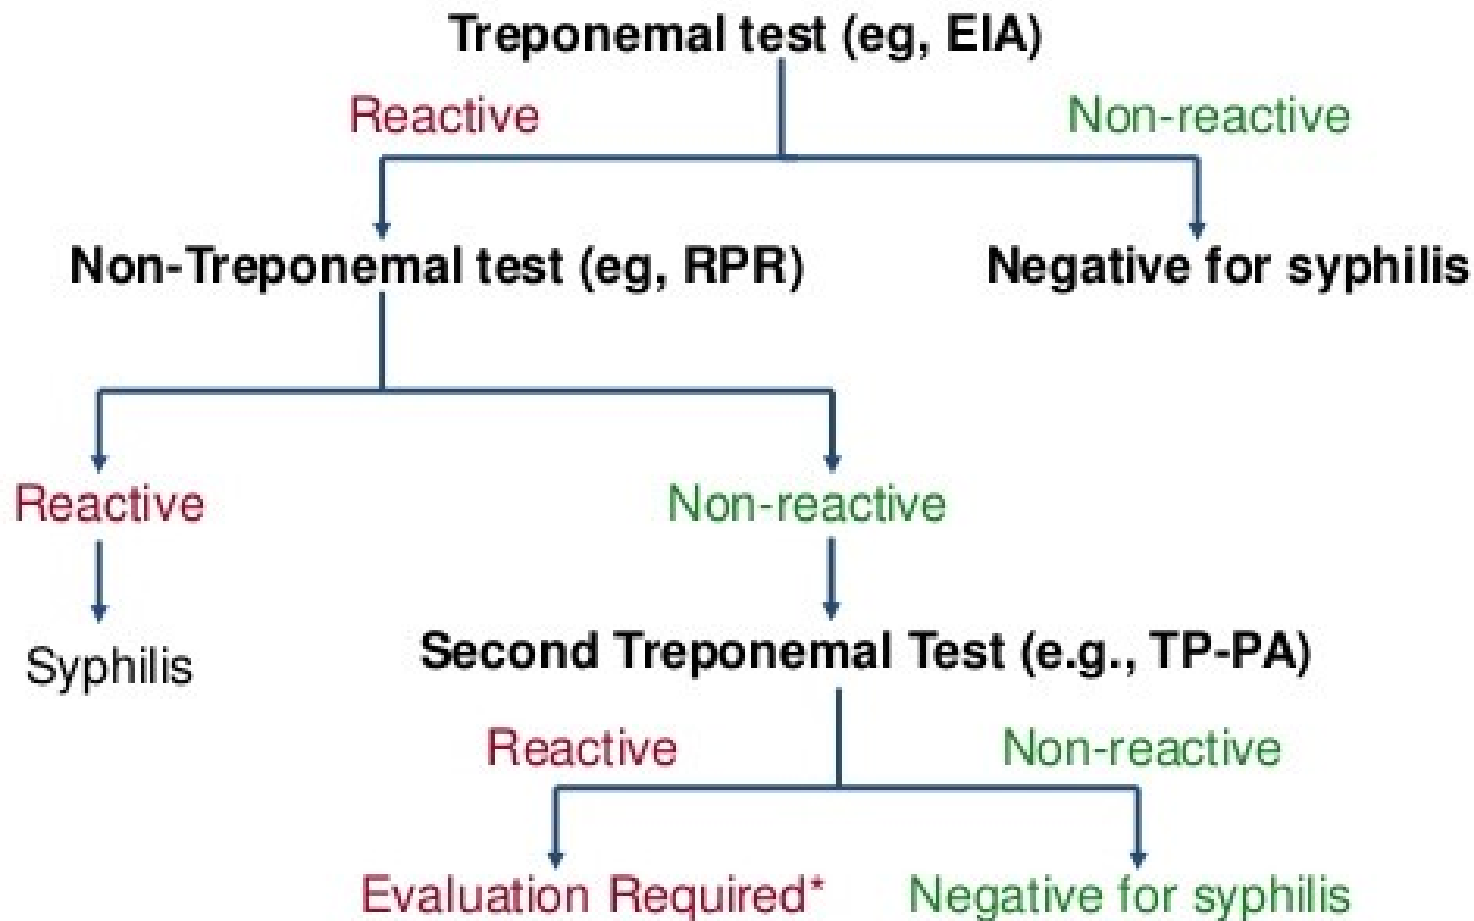 Treponemal test (eg, EIA)
Reactive
Non-reactive
Non-Treponemal test (eg, RPR)
Negative for syphilis
Reactive
Non-reactive
Syphilis
Second Treponemal Test (e.g., TP-PA)
Reactive
Non-reactive
Evaluation Required*
Negative for syphilis